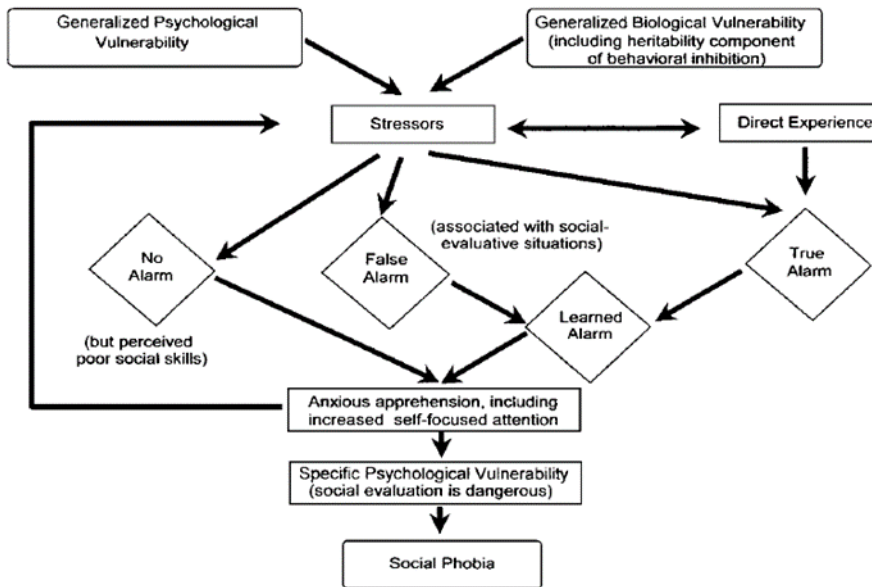 Generalized Psychological
Vulnerability
Generalized Biological Vulnerability
(including heritability component
of behavioral inhibition)
Stressors
Direct Experience
No
Alarm
(but perceived
poor social skills)
False
Alarm
(associated with social-
evaluative situations)
True
Alarm
Learned
Alarm
Anxious apprehension, including
increased self-focused attention
Specific Psychological Vulnerability
(social evaluation is dangerous)
Social Phobia